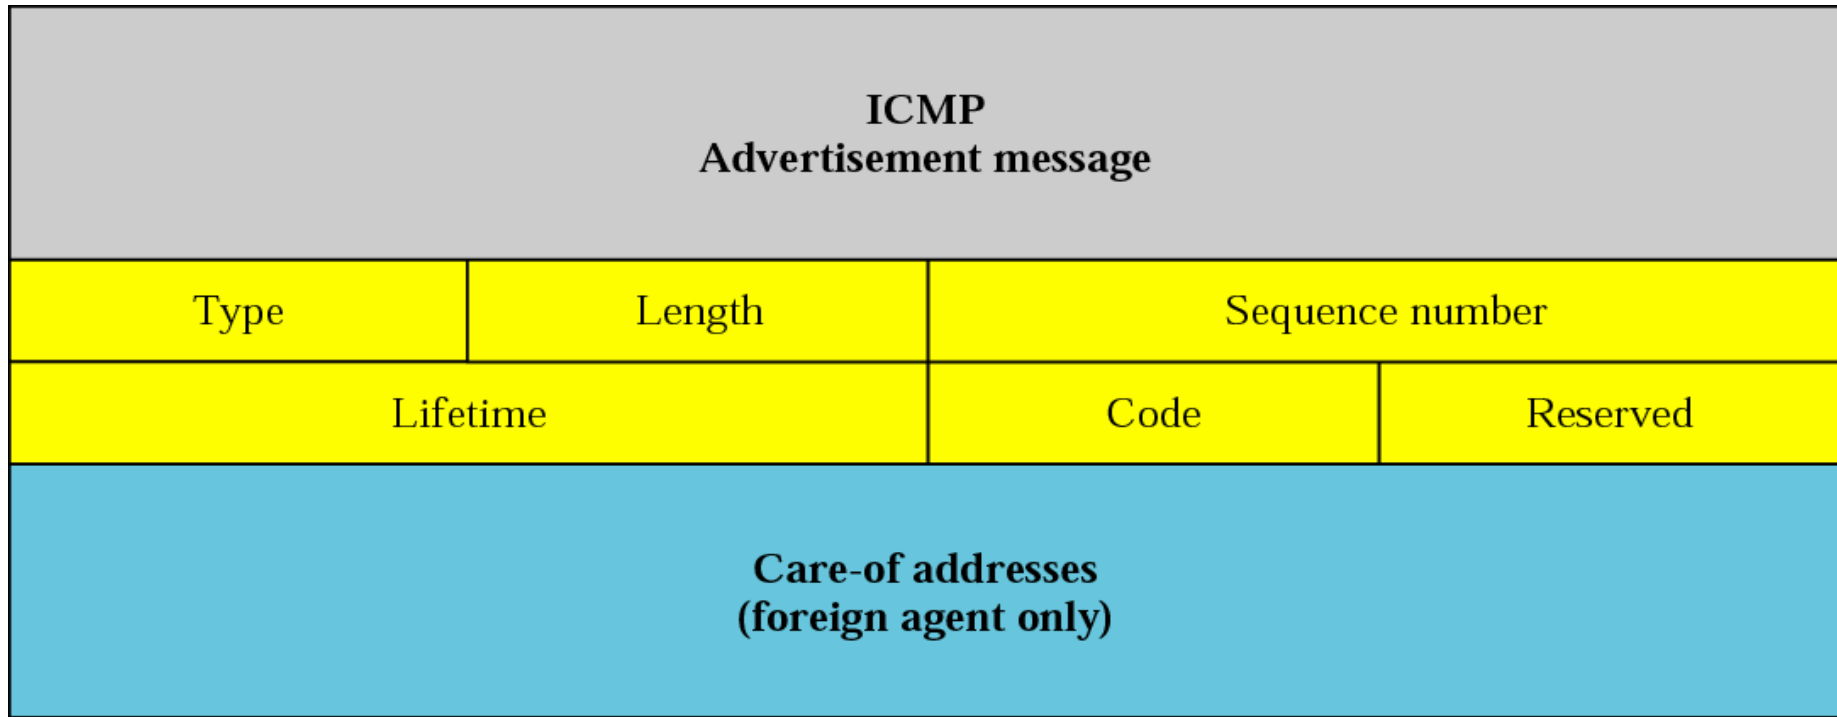 ICMP
Advertisement message
Type Length Sequence number
Lifetime Code Reserved
Care-of addresses
(foreign agent only)